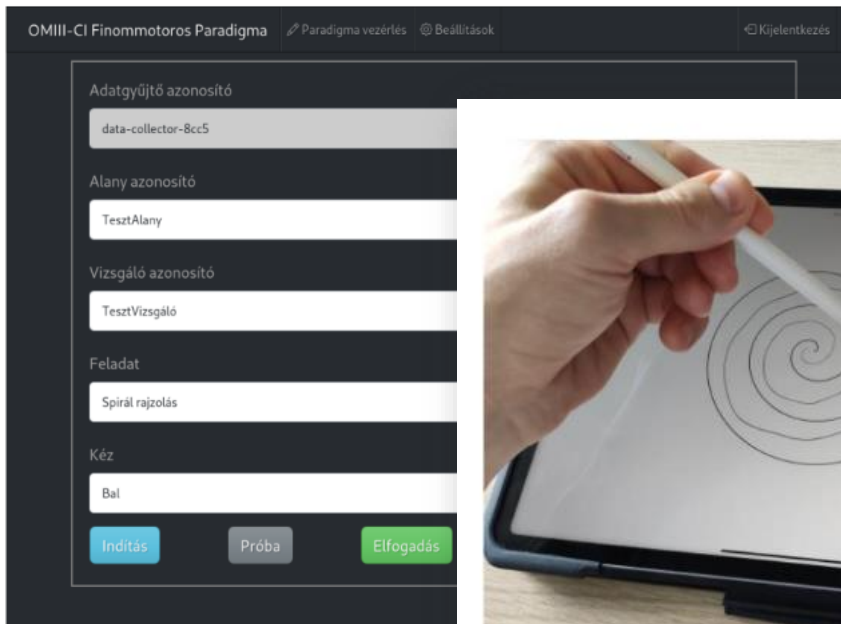 OMIII-CI Finommotoros Paradigma Paradigma vezérlés Beállítások Kijelentkezés
Adatgyűjtő azonosító
data-collector-8cc5
Alany azonosító
TesztAlany
Vizsgáló azonosító
TesztVizsgáló
Feladat
Spirál rajzolás
Kéz
Bal
Indítás Próba Elfogadás